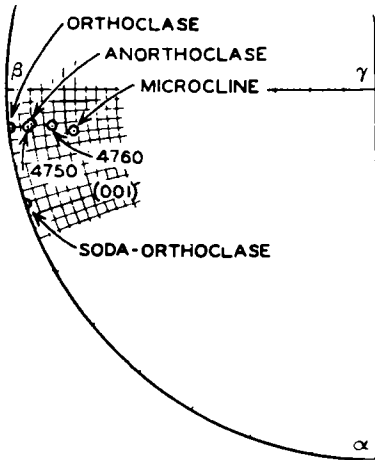 ORTHOCLASE
ANORTHOCLASE
β
γ
MICROCLINE
4760
4750
(001)
SODA-ORTHOCLASE
α